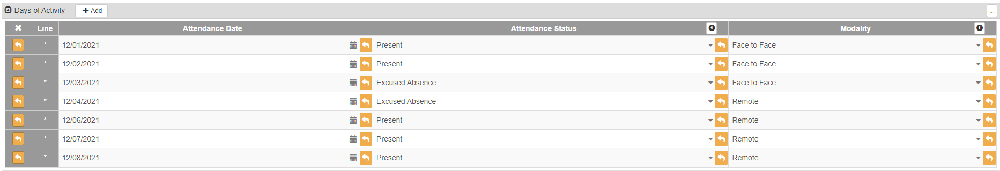 Days of Activity + Add ...
Line Attendance Date Attendance Status Modality
* 12/01/2021 Present Face to Face
* 12/02/2021 Present Face to Face
* 12/03/2021 Excused Absence Face to Face
* 12/04/2021 Excused Absence Remote
* 12/06/2021 Present Remote
* 12/07/2021 Present Remote
* 12/08/2021 Present Remote